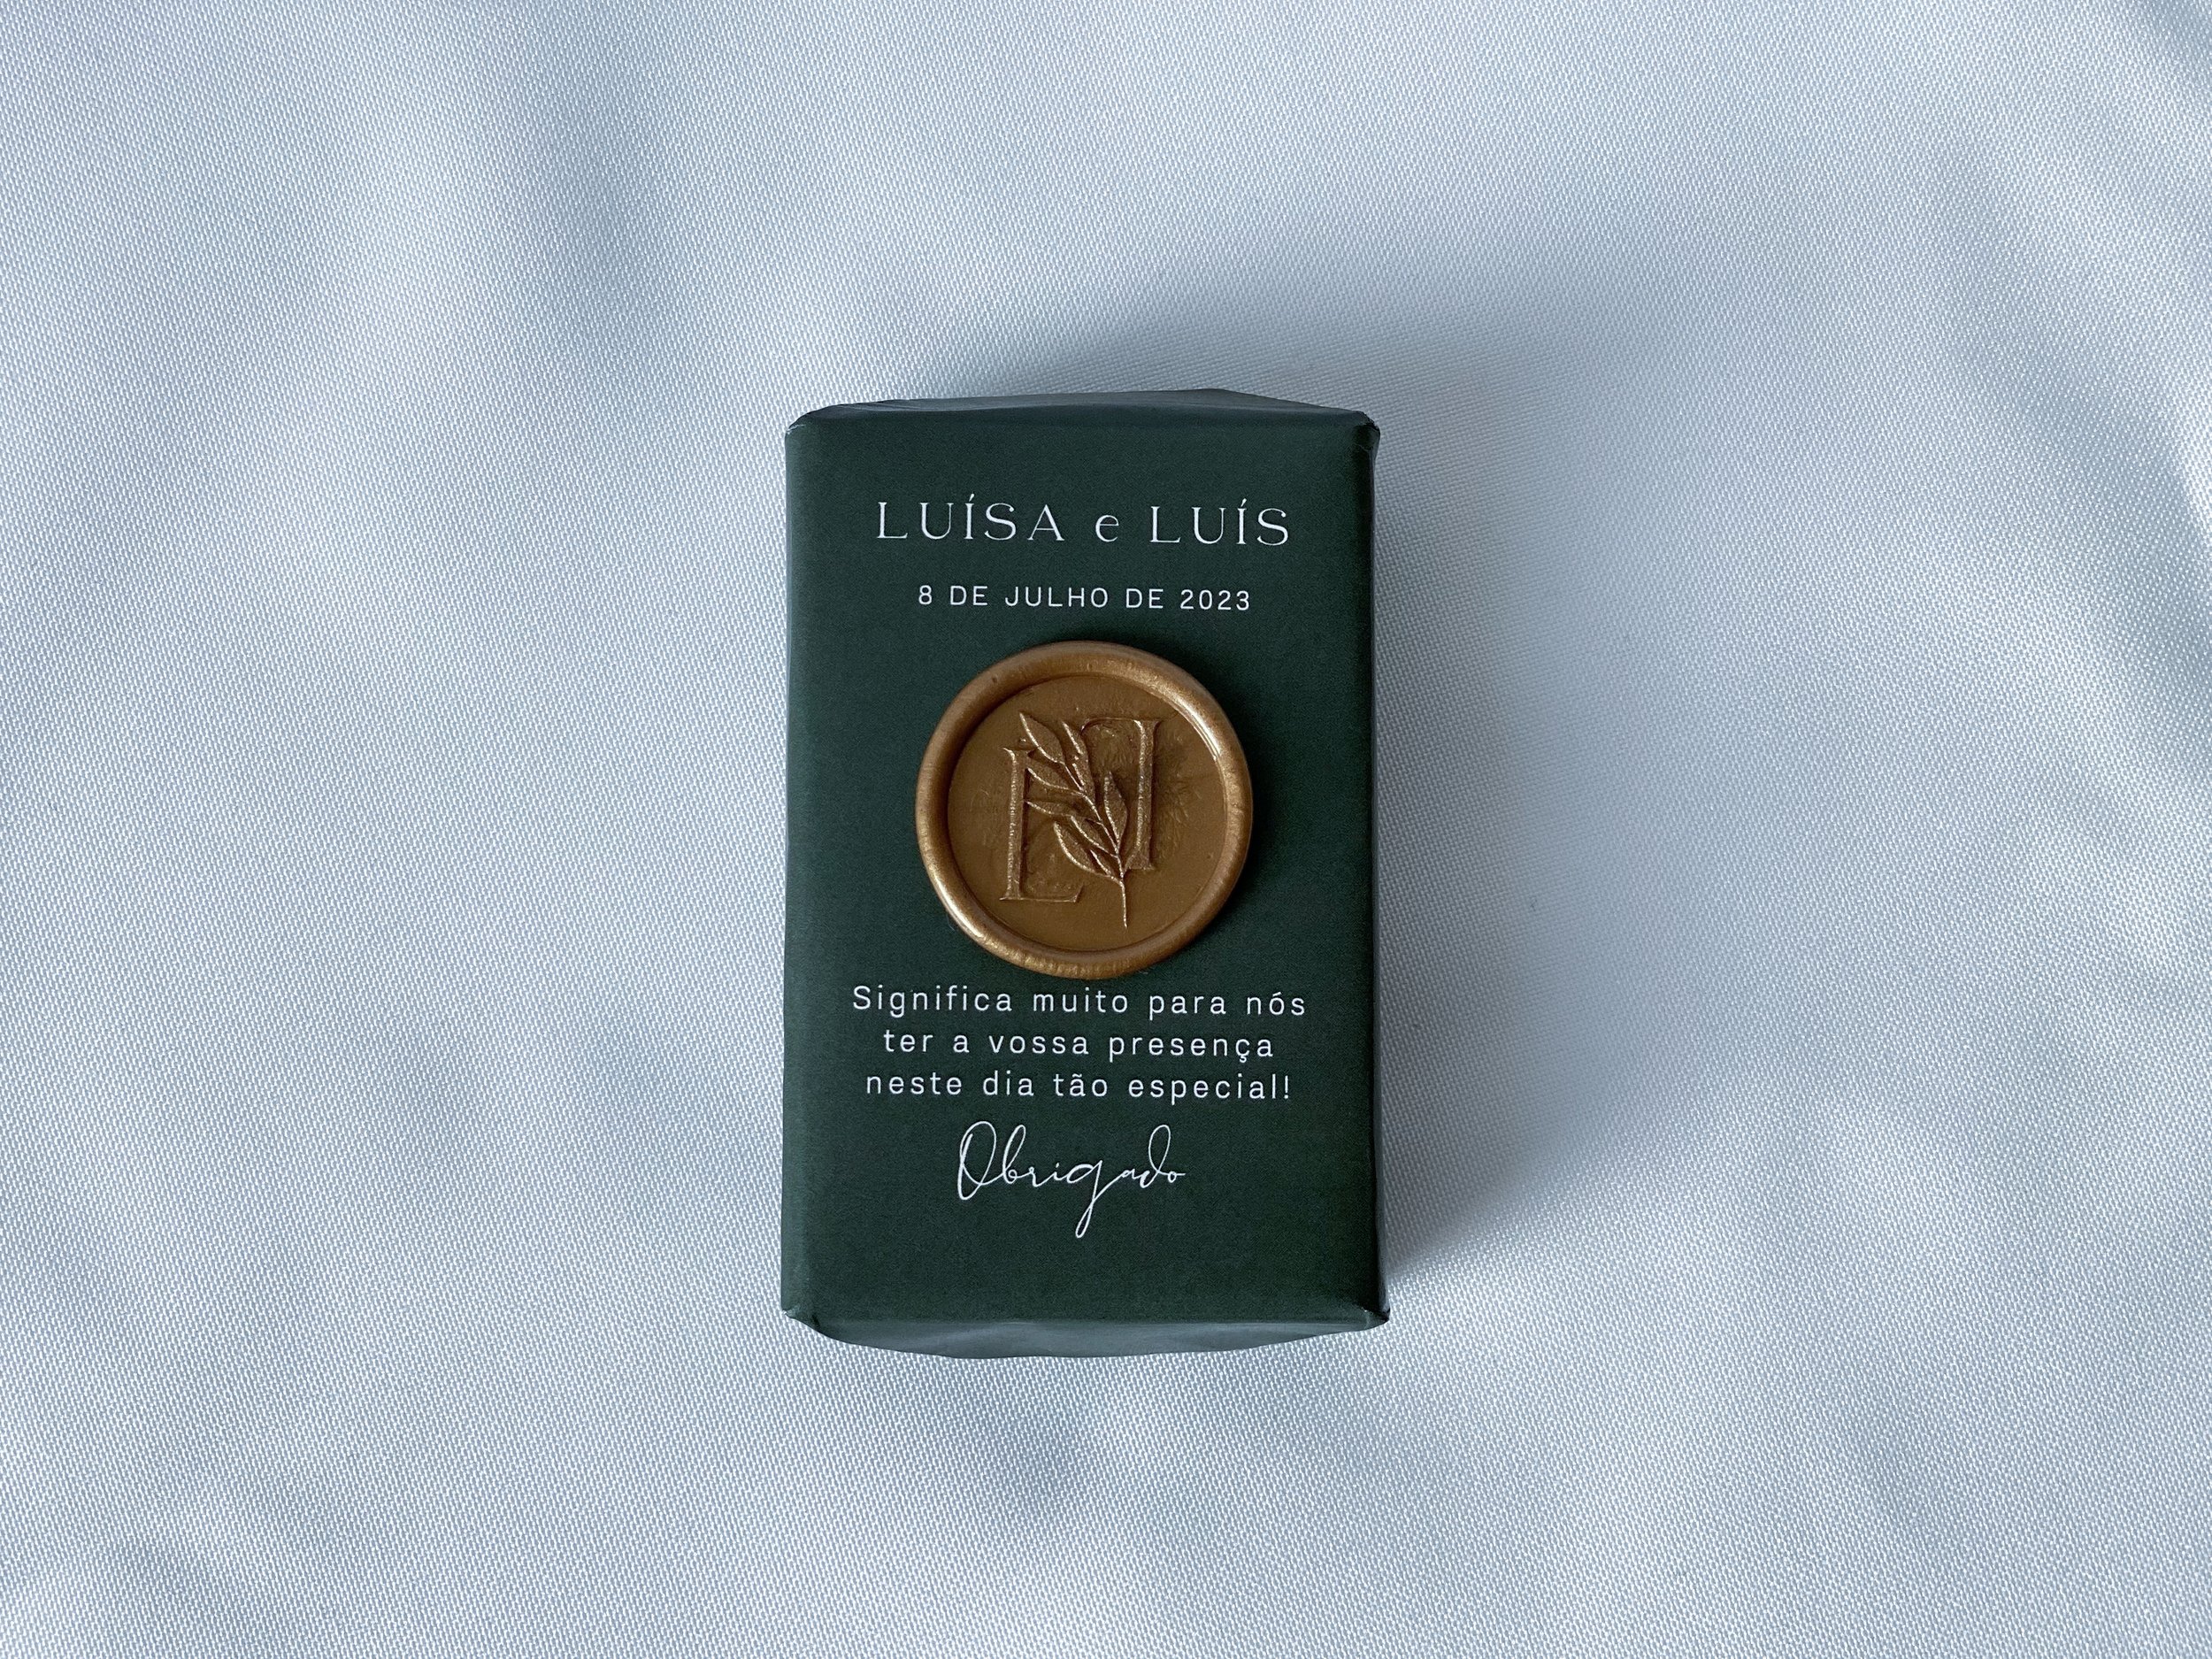 LUÍSA e LUÍS
8 DE JULHO DE 2023
L L
Significa muito para nós
ter a vossa presença
neste dia tão especial!
Obrigado